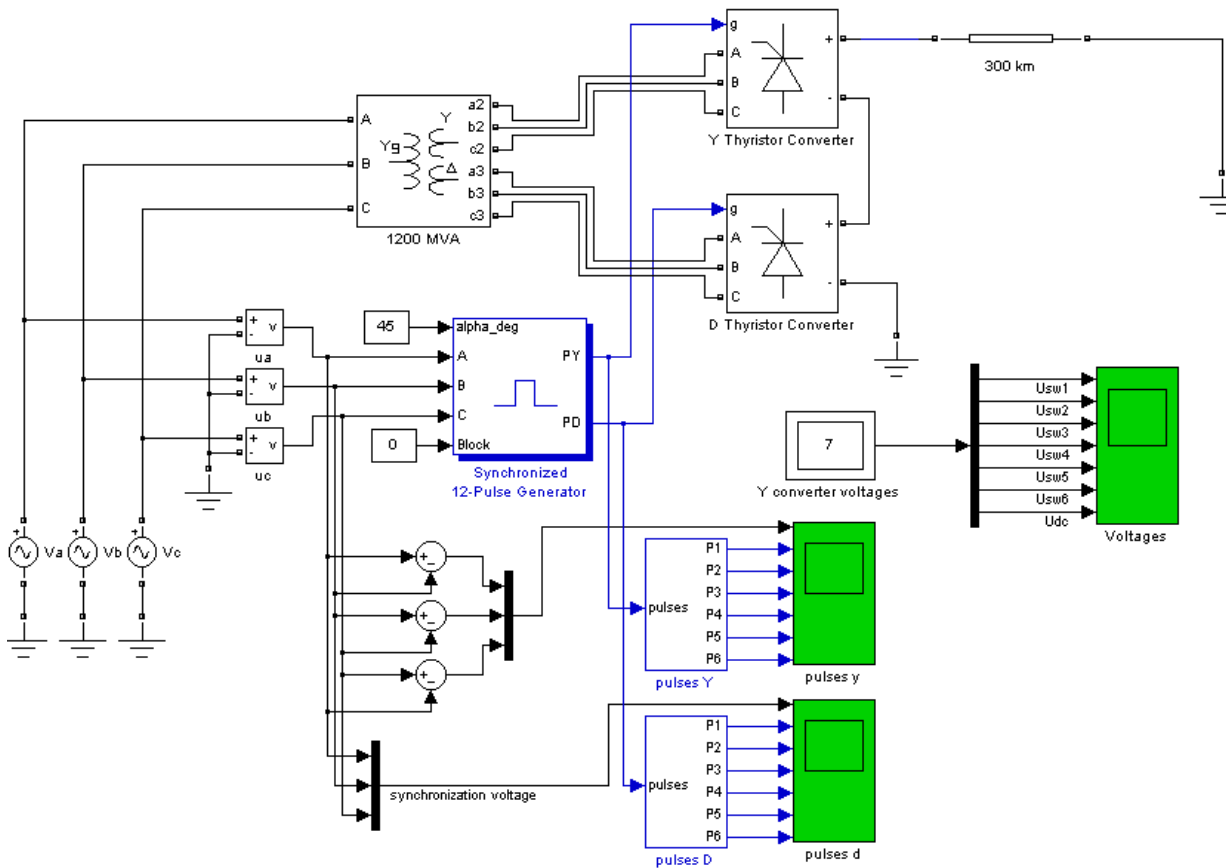 g
A
B
C
+
-
Y Thyristor Converter
300 km
A
B
C
Yg
Y
Δ
a2
b2
c2
a3
b3
c3
1200 MVA
g
A
B
C
+
-
D Thyristor Converter
+
-
v
ua
+
-
v
ub
+
-
v
uc
45
0
alpha_deg
A
B
C
Block
PY
PD
Synchronized
12-Pulse Generator
7
Y converter voltages
Usw1
Usw2
Usw3
Usw4
Usw5
Usw6
Udc
Voltages
+
Va
+
Vb
+
Vc
+
-
+
-
+
-
pulses
P1
P2
P3
P4
P5
P6
pulses Y
pulses y
synchronization voltage
pulses
P1
P2
P3
P4
P5
P6
pulses D
pulses d